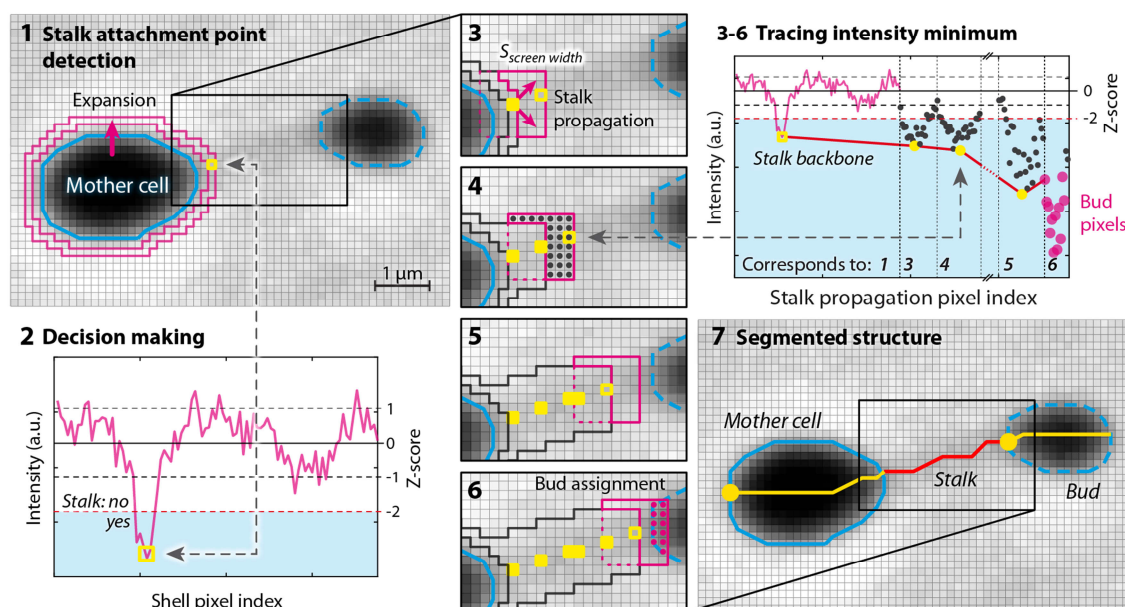 1 Stalk attachment point
detection
Expansion
Mother cell
1 μm
2 Decision making
Intensity (a.u.)
1
0
-1
-2
Z-score
Stalk: no
yes
Shell pixel index
3
Sscreen width
Stalk
propagation
4
5
6
Bud assignment
3-6 Tracing intensity minimum
Intensity (a.u.)
0
-2
Z-score
Stalk backbone
Bud
pixels
Corresponds to: 1 3 4 5 6
Stalk propagation pixel index
7 Segmented structure
Mother cell
Stalk
Bud